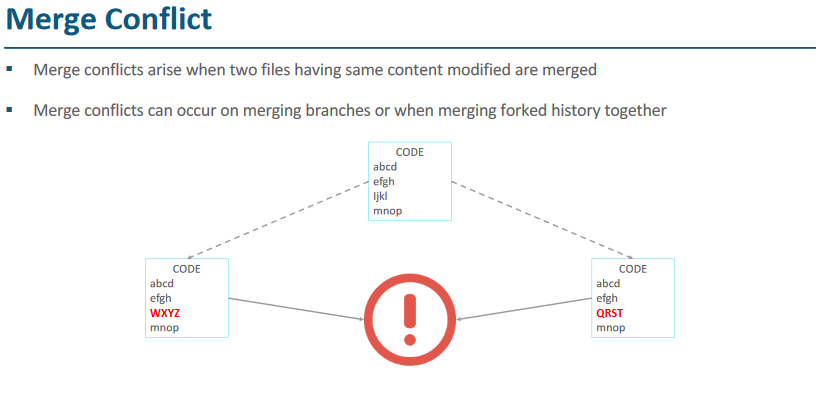 Merge Conflict
▪ Merge conflicts arise when two files having same content modified are merged
▪ Merge conflicts can occur on merging branches or when merging forked history together
CODE
abcd
efgh
Ijkl
mnop
CODE
abcd
efgh
WXYZ
mnop
CODE
abcd
efgh
QRST
mnop